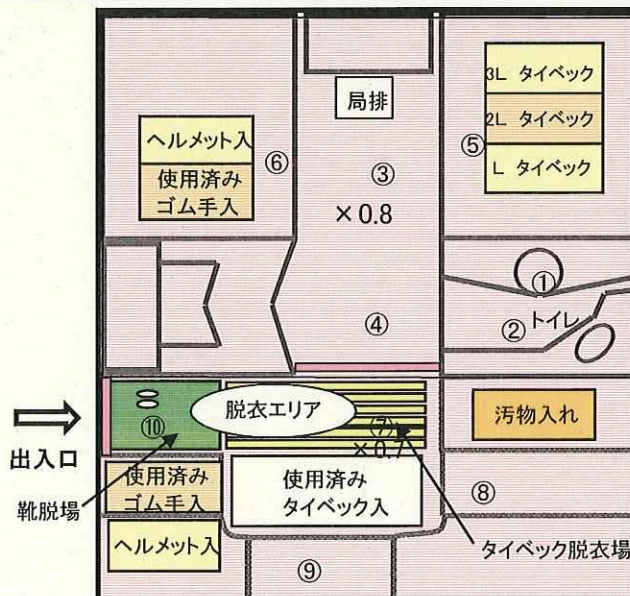 局排
3L タイベック
2L タイベック
L タイベック
⑤
ヘルメット入
使用済み
ゴム手入
⑥
③
×0.8
①
②
トイレ
④
脱衣エリア
⑩
⑦
×0.7
汚物入れ
出入口
靴脱場
使用済み
ゴム手入
使用済み
タイベック入
⑧
ヘルメット入
タイベック脱衣場
⑨